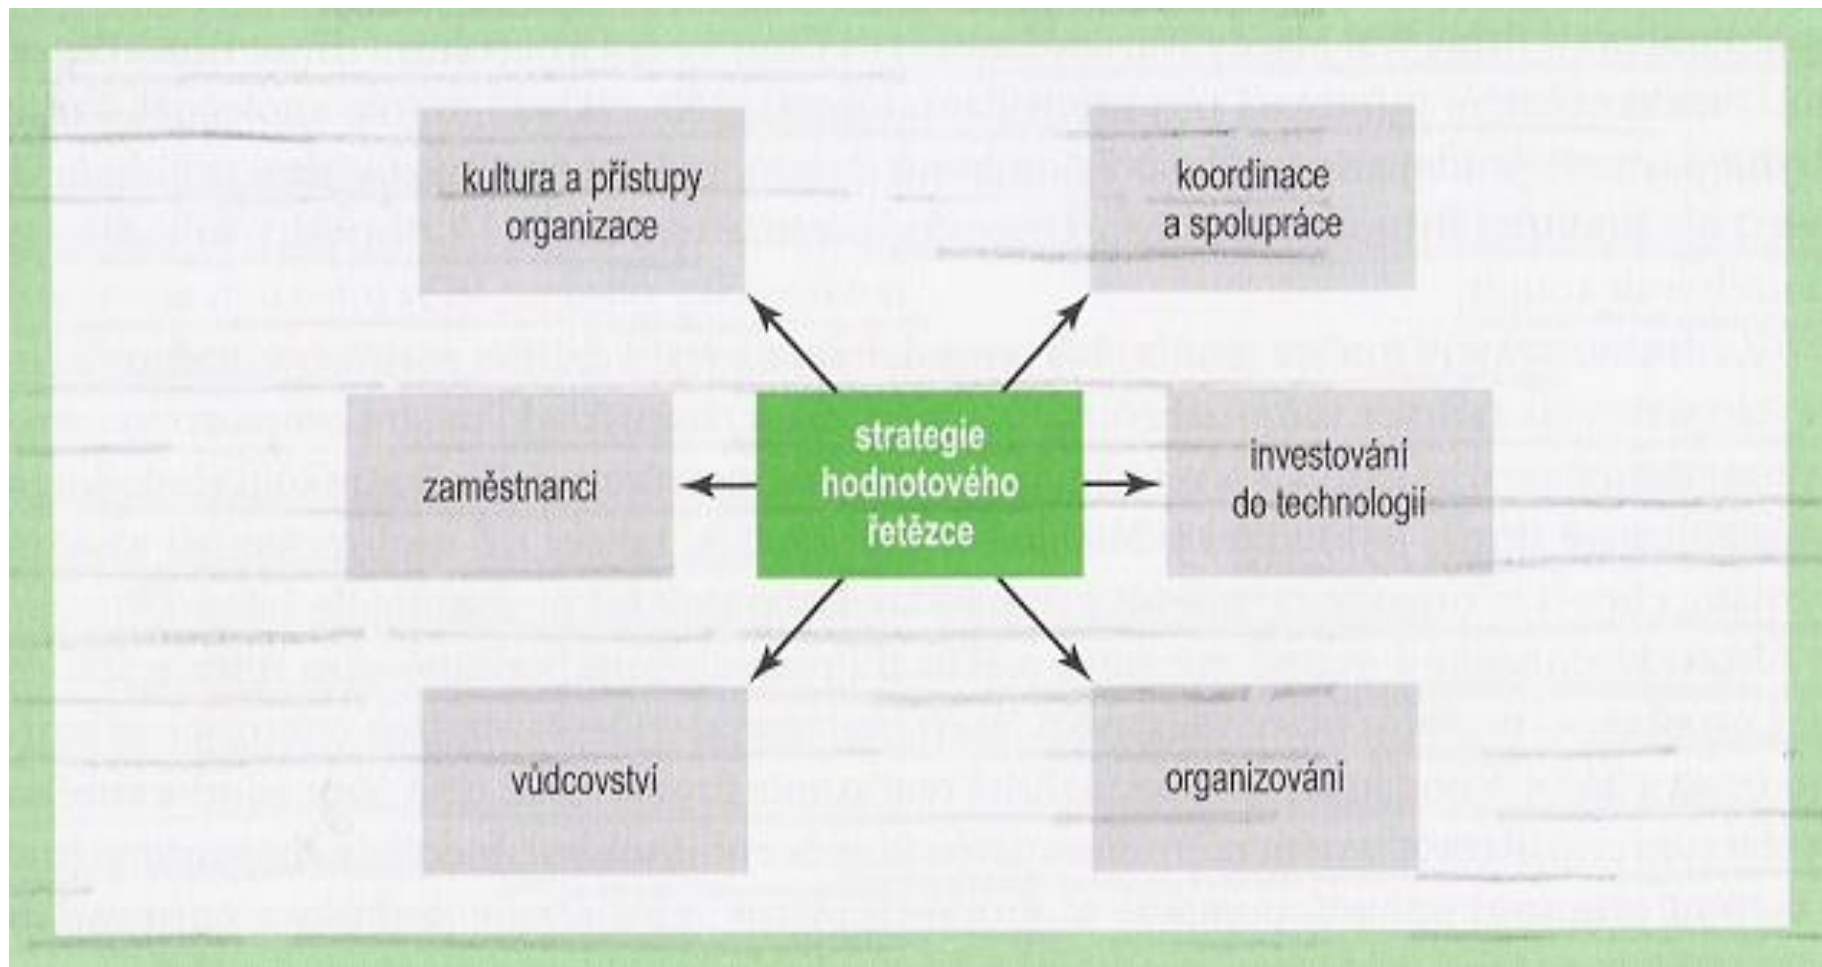 kultura a přístupy
organizace
koordinace
a spolupráce
zaměstnanci
strategie
hodnotového
řetězce
investování
do technologií
vůdcovství
organizování